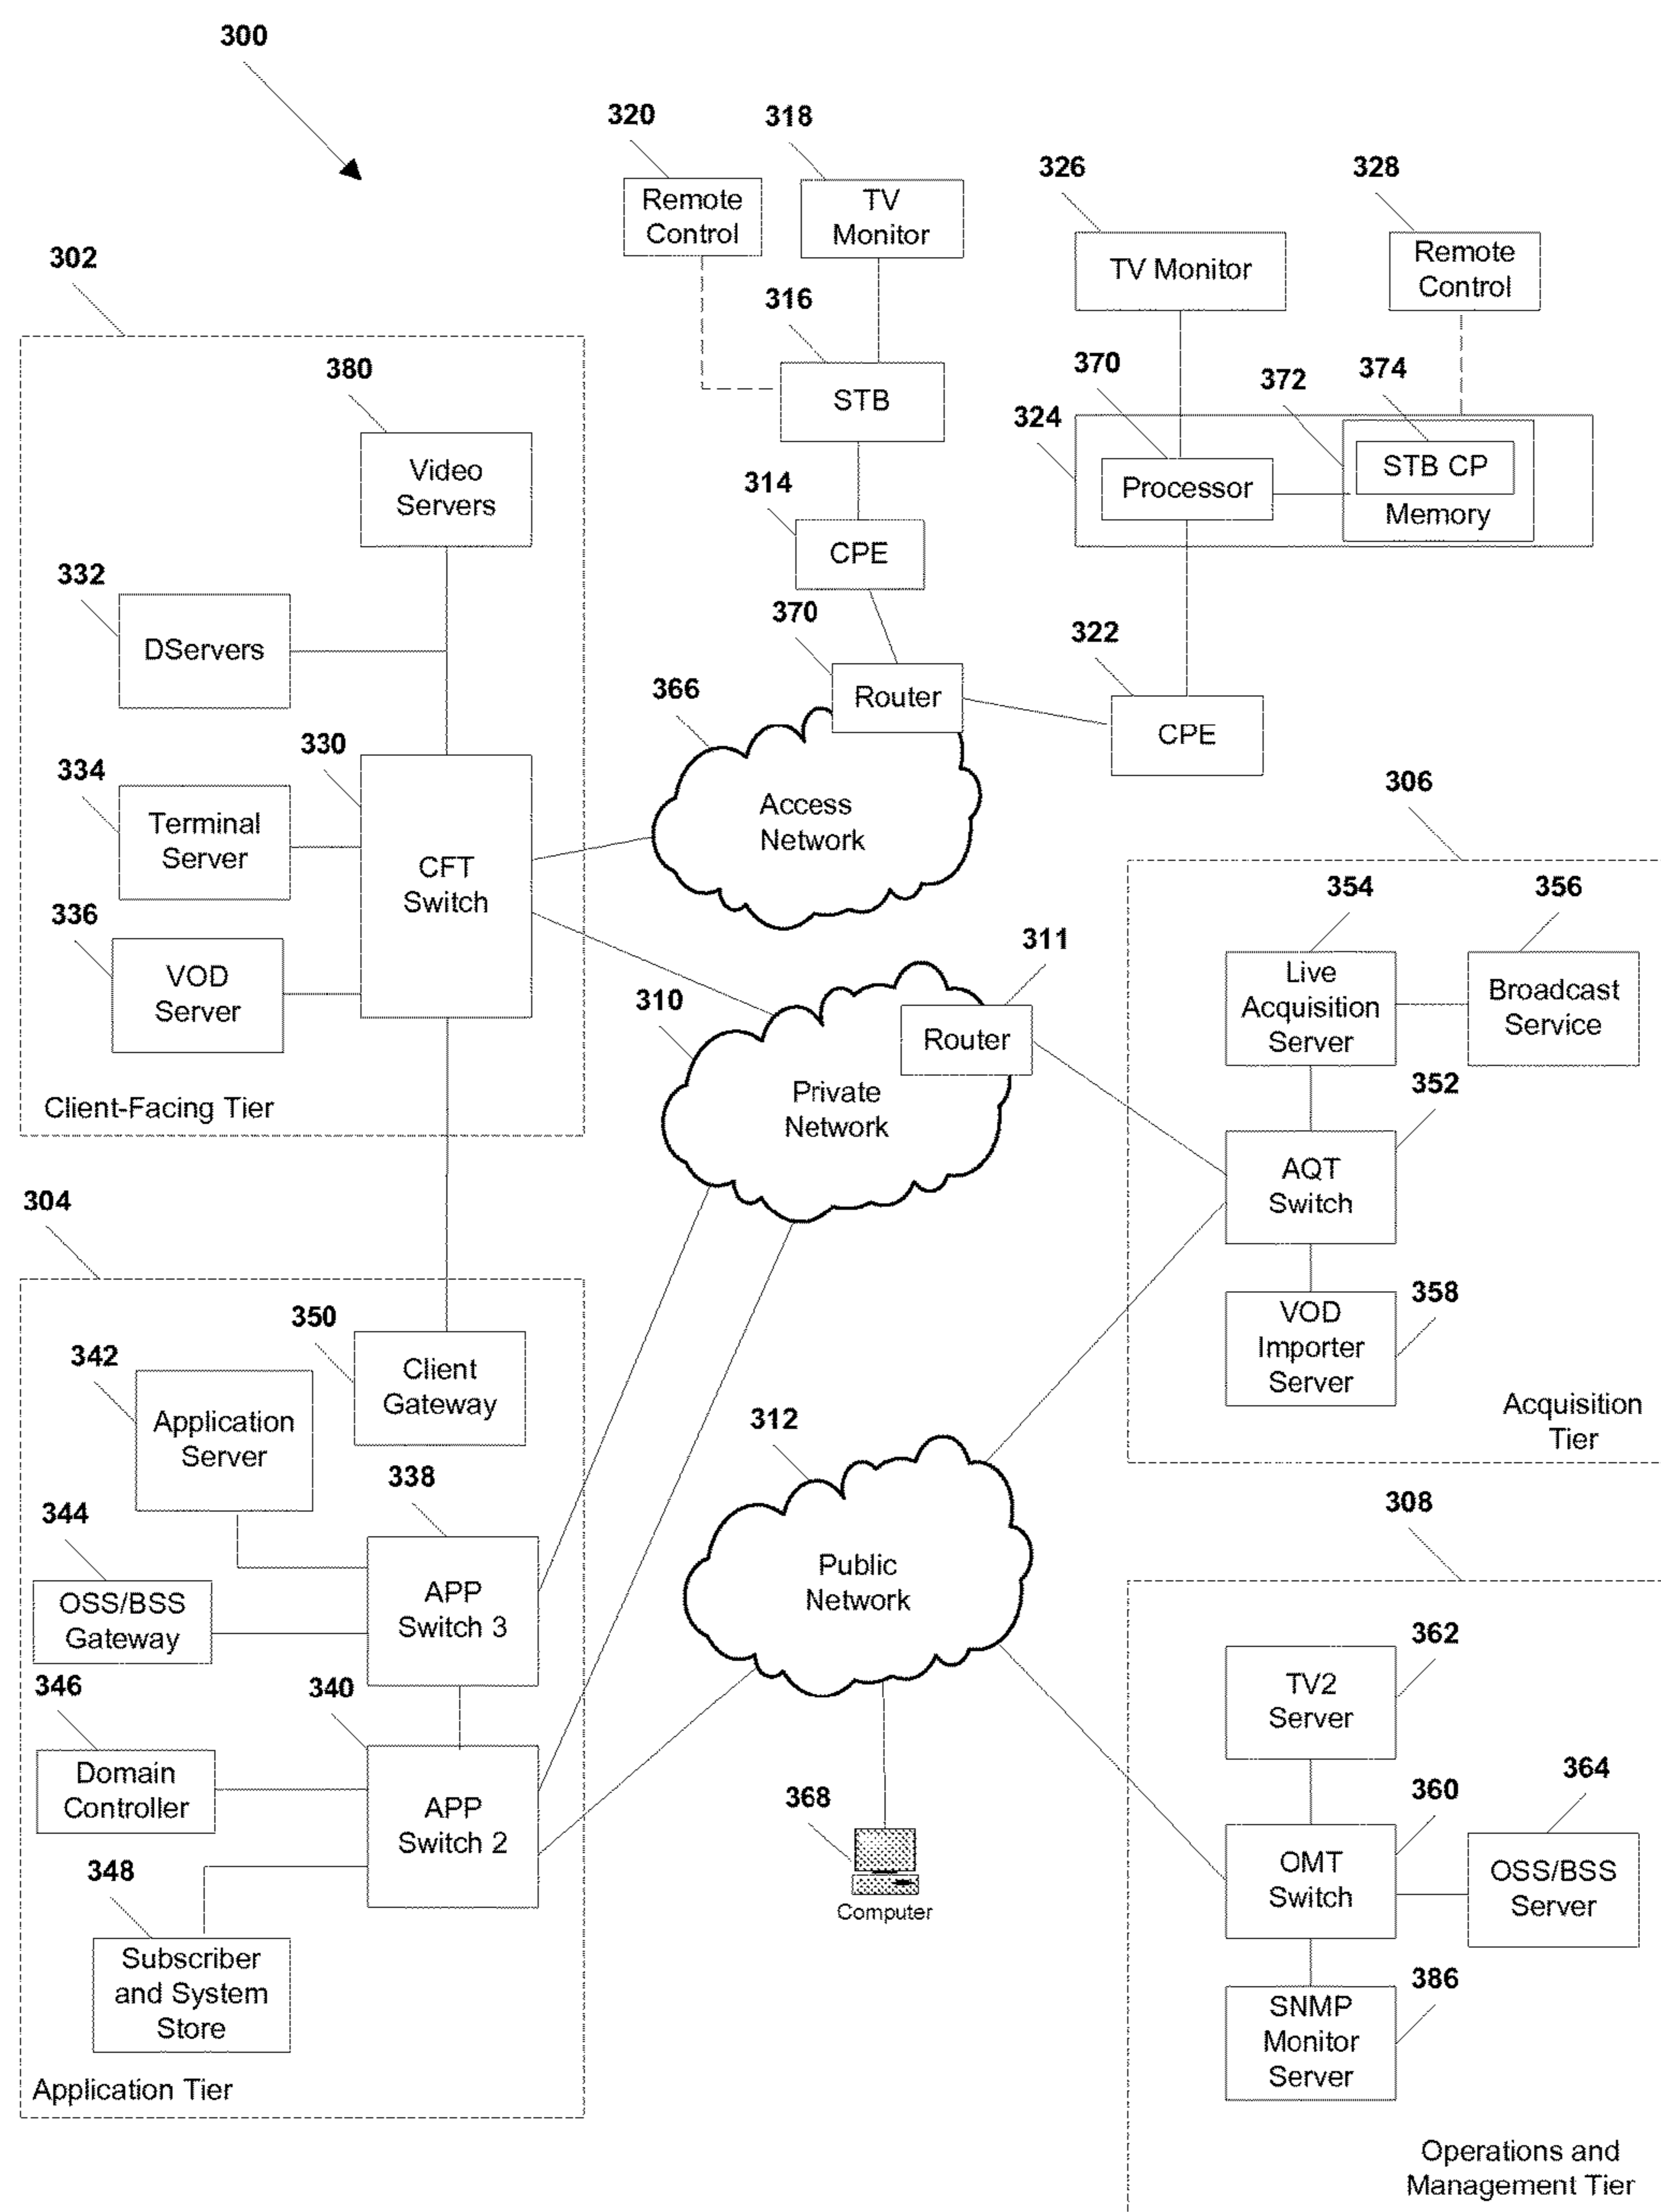 300
320
318
326
328
Remote
Control
TV
Monitor
TV Monitor
Remote
Control
302
316
380
370
372
374
STB
324
STB CP
Video
Servers
Processor
Memory
314
CPE
332
370
322
DServers
Router
366
CPE
330
334
306
Access
Network
Terminal
Server
CFT
Switch
354
356
336
311
VOD
Server
310
Live
Acquisition
Server
Broadcast
Service
Router
352
Private
Network
Client-Facing Tier
AQT
Switch
304
350
358
342
VOD
Importer
Server
Client
Gateway
Application
Server
312
Acquisition
Tier
338
344
308
Public
Network
APP
Switch 3
OSS/BSS
Gateway
362
346
340
TV2
Server
Domain
Controller
364
360
368
APP
Switch 2
348
OMT
Switch
OSS/BSS
Server
Computer
Subscriber
and System
Store
386
SNMP
Monitor
Server
Application Tier
Operations and
Management Tier